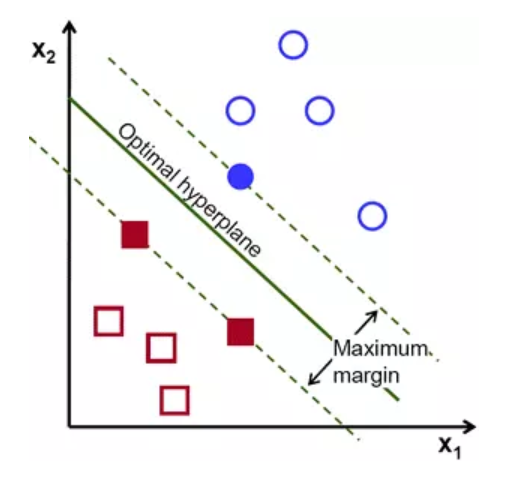 x₂
Optimal hyperplane
Maximum
margin
x₁